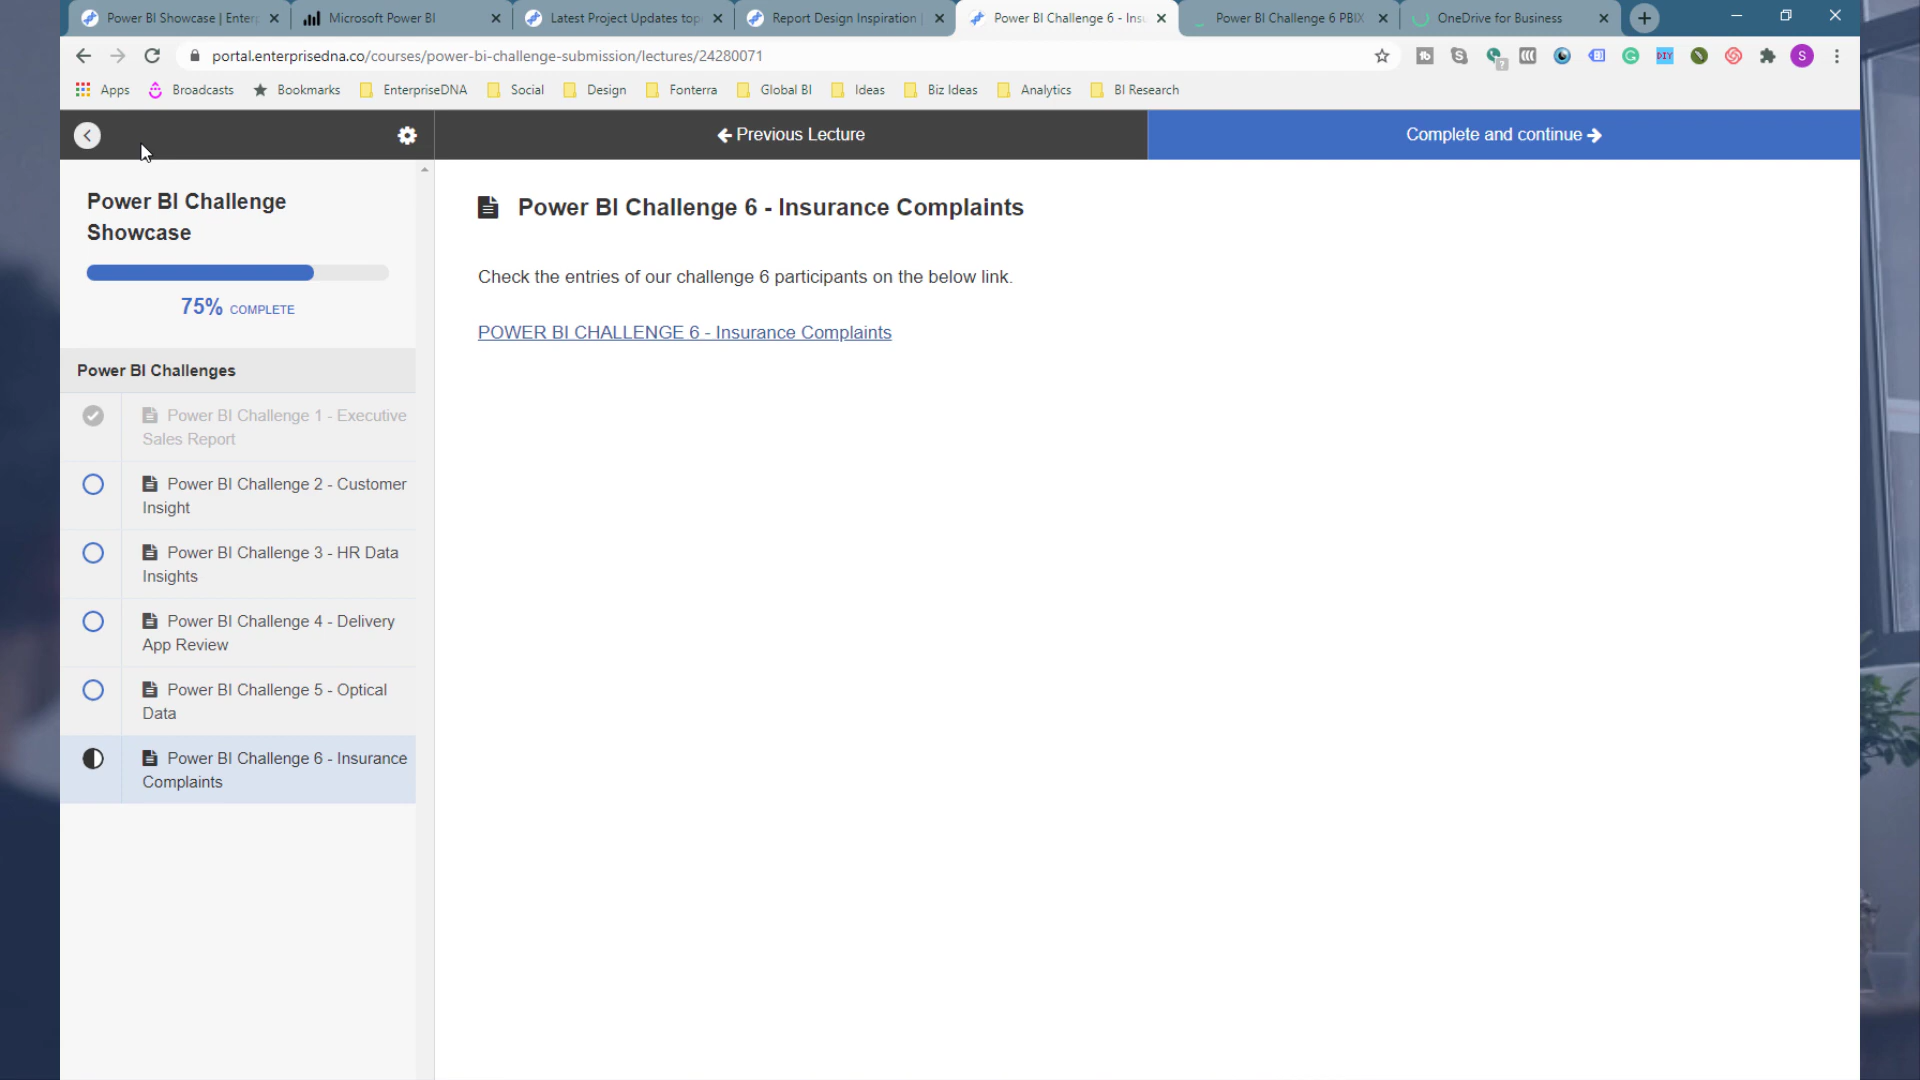 Power BI Showcase | Enter
Microsoft Power BI
Latest Project Updates top
Report Design Inspiration |
Power BI Challenge 6 - Insu
Power BI Challenge 6 PBIX
OneDrive for Business
portal.enterprisedna.co/courses/power-bi-challenge-submission/lectures/24280071
Apps
Broadcasts
Bookmarks
EnterpriseDNA
Social
Design
Fonterra
Global BI
Ideas
Biz Ideas
Analytics
BI Research
Previous Lecture
Complete and continue
Power BI Challenge
Showcase
75% COMPLETE
Power BI Challenges
Power BI Challenge 1 - Executive
Sales Report
Power BI Challenge 2 - Customer
Insight
Power BI Challenge 3 - HR Data
Insights
Power BI Challenge 4 - Delivery
App Review
Power BI Challenge 5 - Optical
Data
Power BI Challenge 6 - Insurance
Complaints
Power BI Challenge 6 - Insurance Complaints
Check the entries of our challenge 6 participants on the below link.
POWER BI CHALLENGE 6 - Insurance Complaints